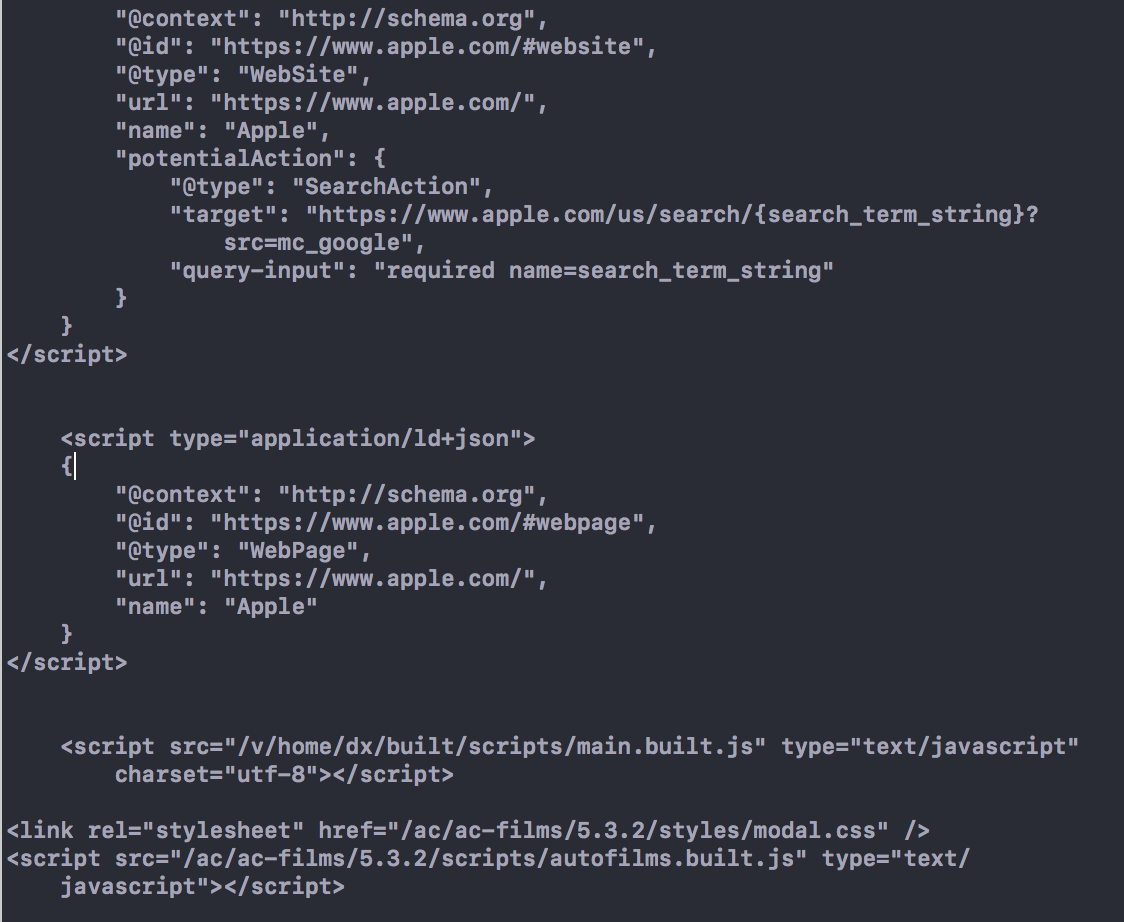 "@context": "http://schema.org",
"@id": "https://www.apple.com/#website",
"@type": "WebSite",
"url": "https://www.apple.com/",
"name": "Apple",
"potentialAction": {
"@type": "SearchAction",
"target": "https://www.apple.com/us/search/{search_term_string}?
src=mc_google",
"query-input": "required name=search_term_string"
}
}
</script>
<script type="application/ld+json">
{
"@context": "http://schema.org",
"@id": "https://www.apple.com/#webpage",
"@type": "WebPage",
"url": "https://www.apple.com/",
"name": "Apple"
}
</script>
<script src="/v/home/dx/built/scripts/main.built.js" type="text/javascript"
charset="utf-8"></script>
<link rel="stylesheet" href="/ac/ac-films/5.3.2/styles/modal.css" />
<script src="/ac/ac-films/5.3.2/scripts/autofilms.built.js" type="text/
javascript"></script>